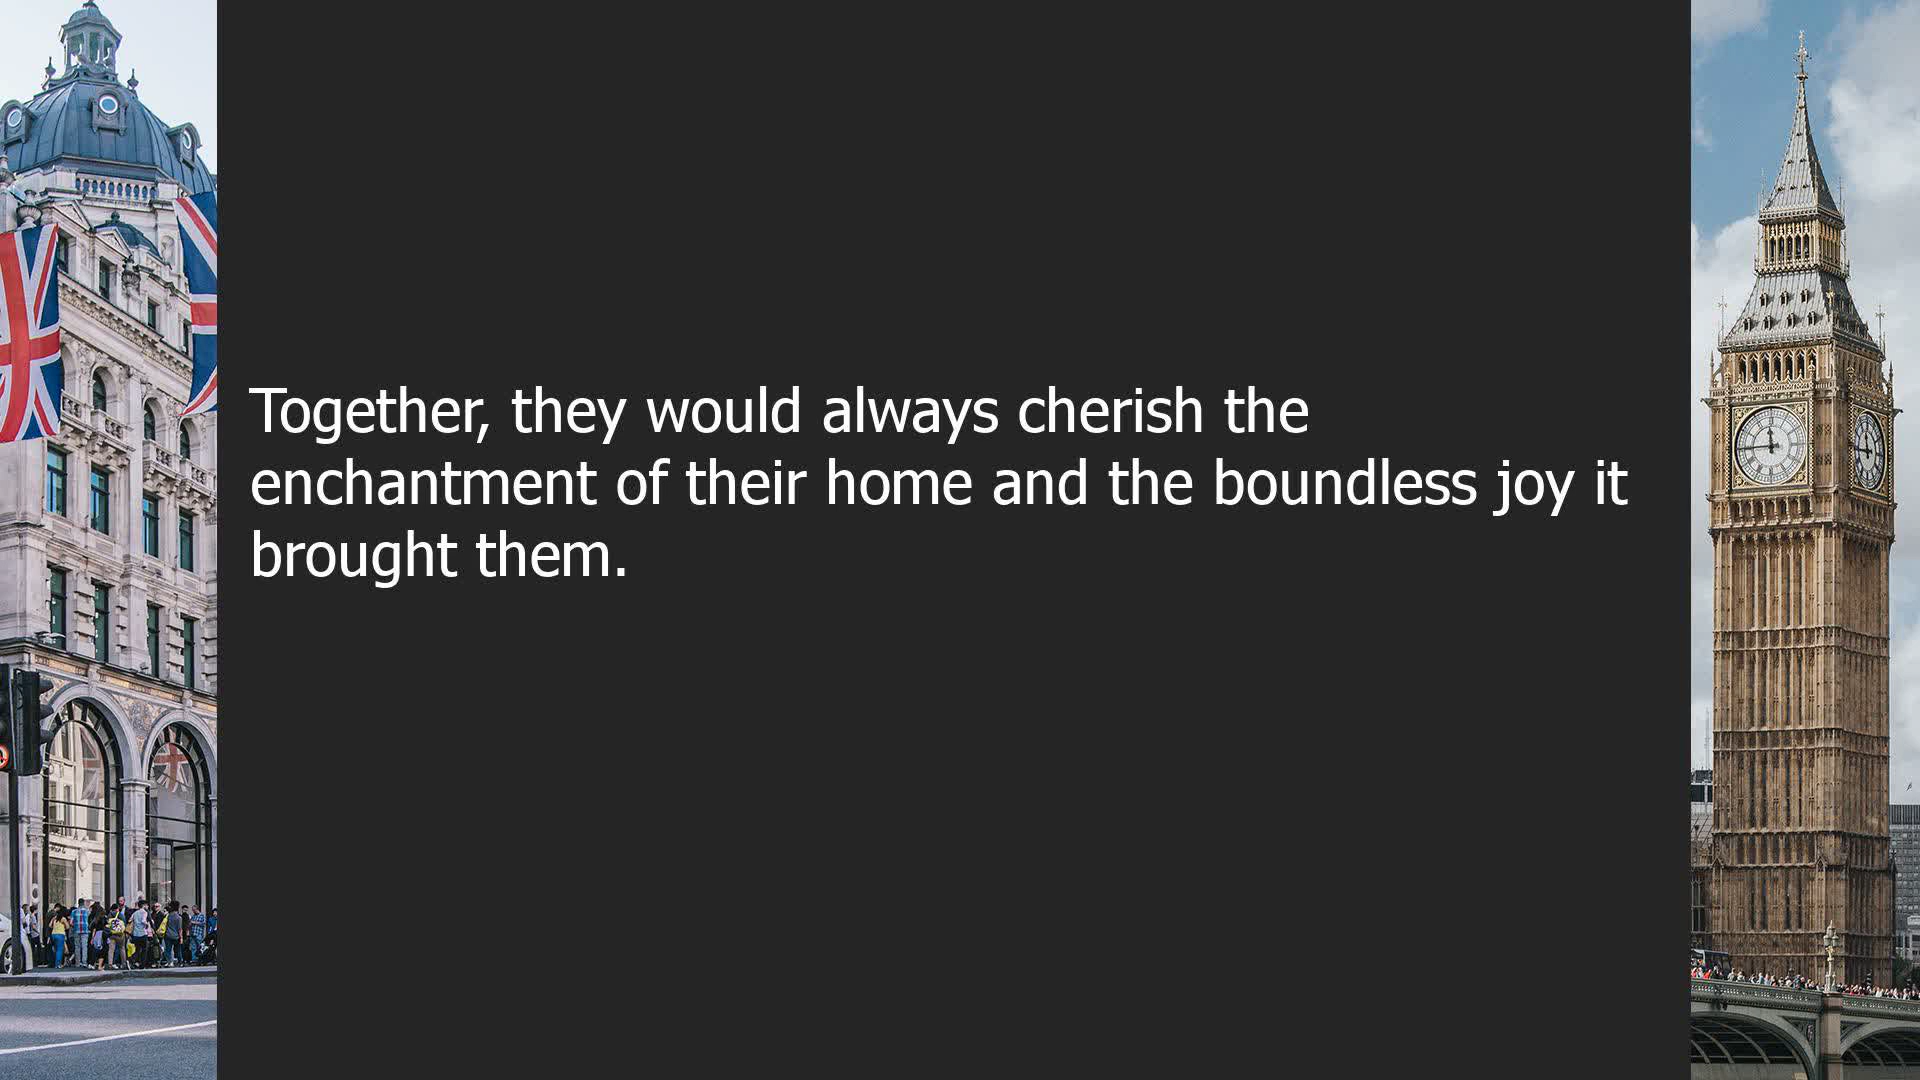 Together, they would always cherish the
enchantment of their home and the boundless joy it
brought them.